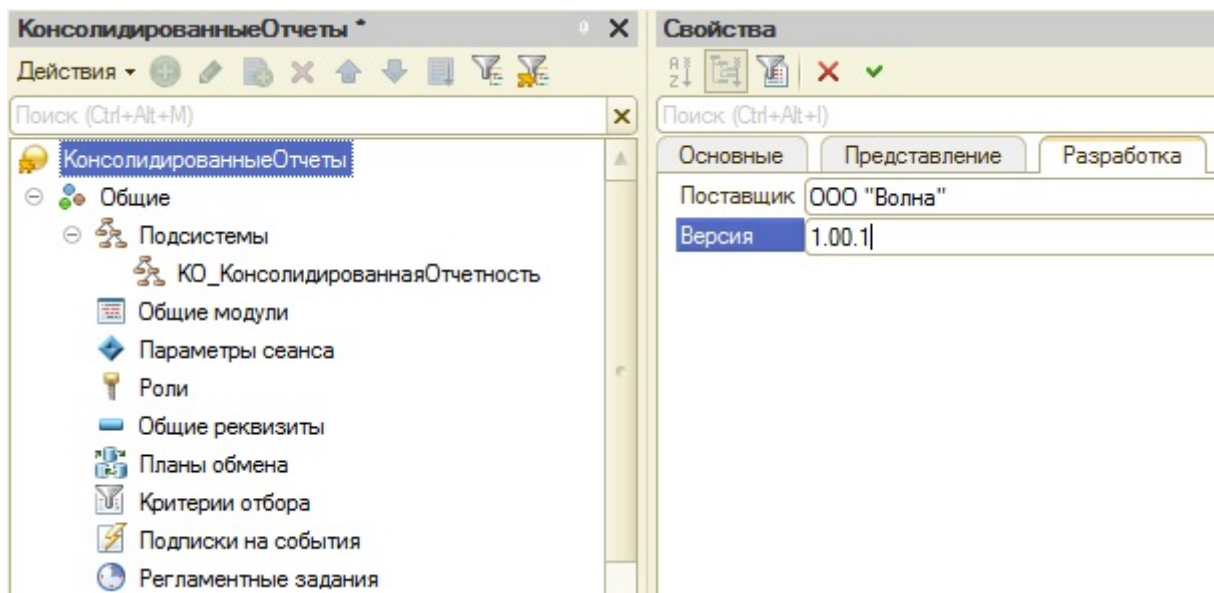 КонсолидированныеОтчеты *
Действия
Поиск (Ctrl+Alt+M)
КонсолидированныеОтчеты
Общие
Подсистемы
КО_КонсолидированнаяОтчетность
Общие модули
Параметры сеанса
Роли
Общие реквизиты
Планы обмена
Критерии отбора
Подписки на события
Регламентные задания
Свойства
Поиск (Ctrl+Alt+I)
Основные Представление Разработка
Поставщик ООО "Волна"
Версия 1.00.1